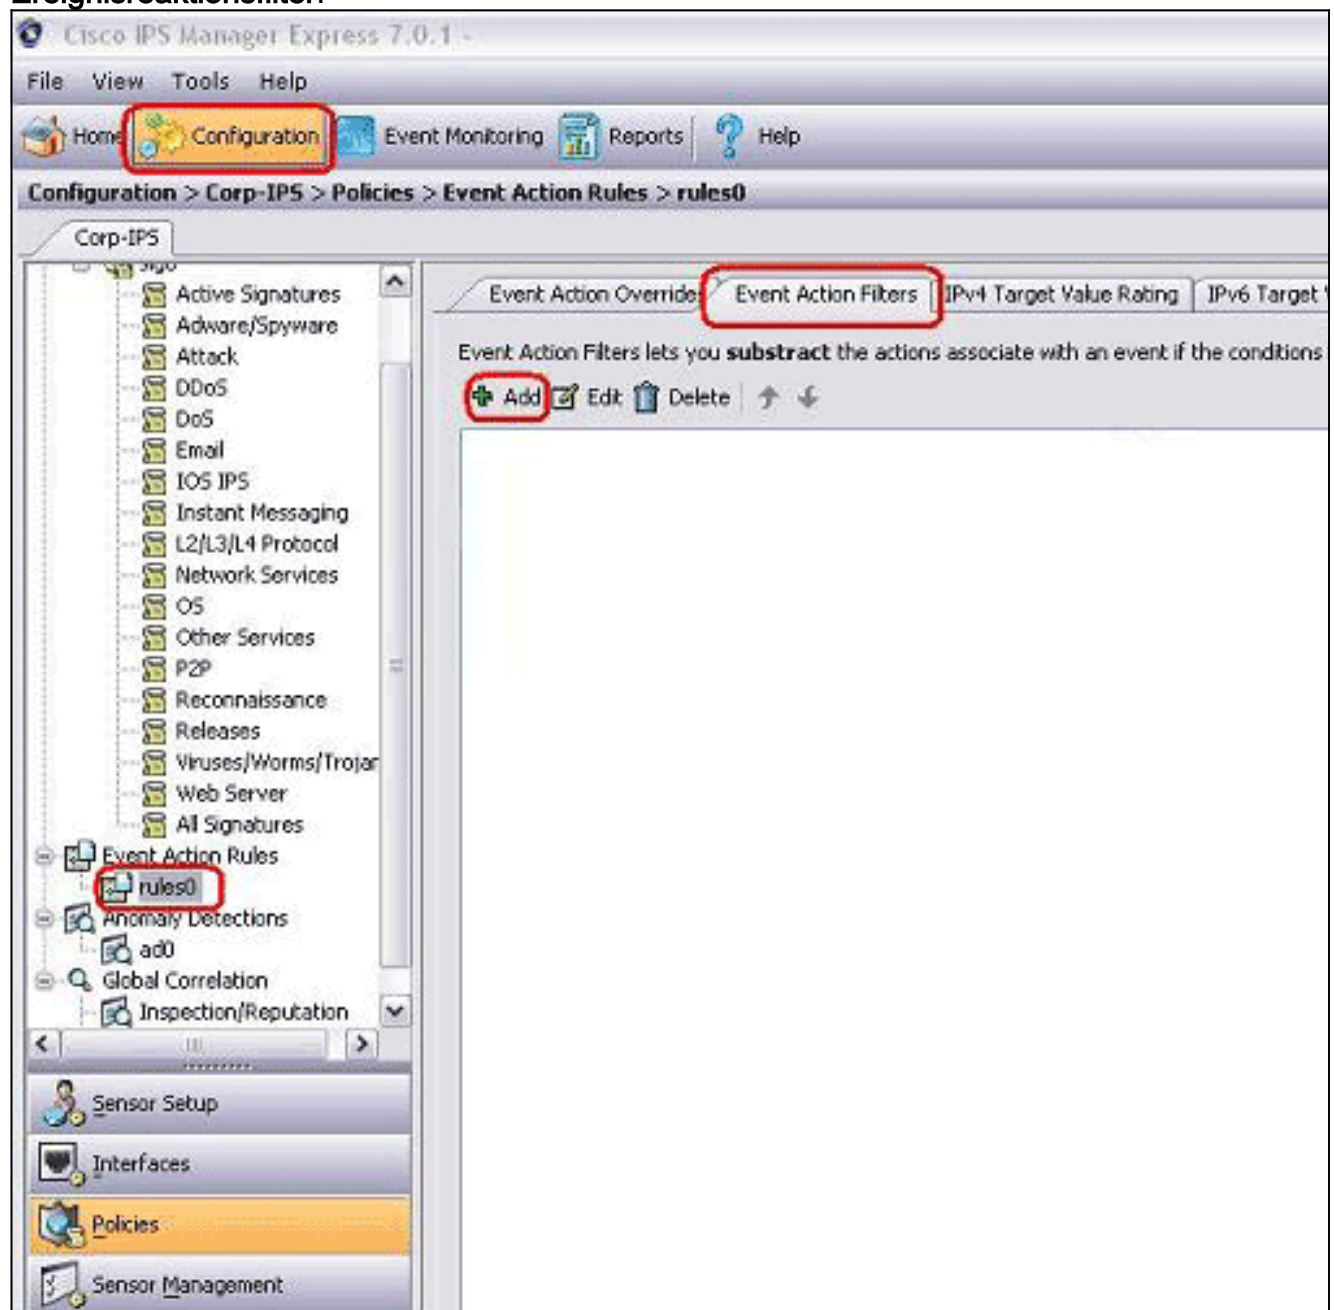 Ereignisreaktionsfilter.
Cisco IPS Manager Express 7.0.1 -
File View Tools Help
Home Configuration Event Monitoring Reports Help
Configuration > Corp-IPS > Policies > Event Action Rules > rules0
Corp-IPS
Active Signatures
Adware/Spyware
Attack
DDoS
DoS
Email
IOS IPS
Instant Messaging
L2/L3/L4 Protocol
Network Services
OS
Other Services
P2P
Reconnaissance
Releases
Viruses/Worms/Trojan
Web Server
All Signatures
Event Action Rules
rules0
Anomaly Detections
ad0
Global Correlation
Inspection/Reputation
Sensor Setup
Interfaces
Policies
Sensor Management
Event Action Overrides Event Action Filters IPv4 Target Value Rating IPv6 Target
Event Action Filters lets you substract the actions associate with an event if the conditions
Add Edit Delete